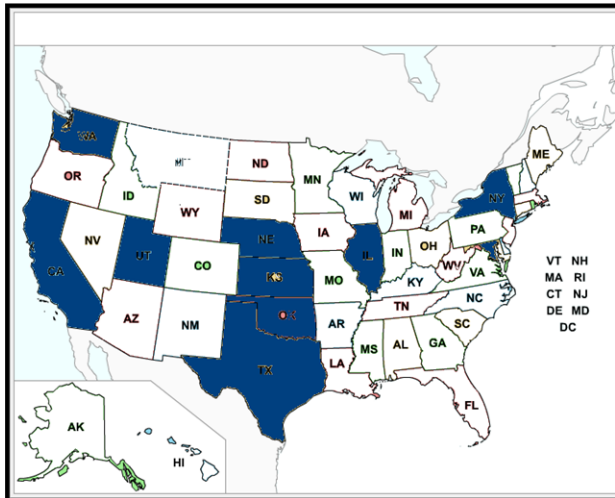 WA
ME
ND
MN
OR
WI
NY
ID
SD
MI
WY
PA
IA
NE
OH
NV
IN
IL
UT
WV
VT NH
CA
CO
VA
KS
MO
KY
MA RI
NC
CT NJ
TN
DE MD
OK
AZ
NM
AR
SC
DC
MS
AL
GA
LA
TX
FL
AK
HI